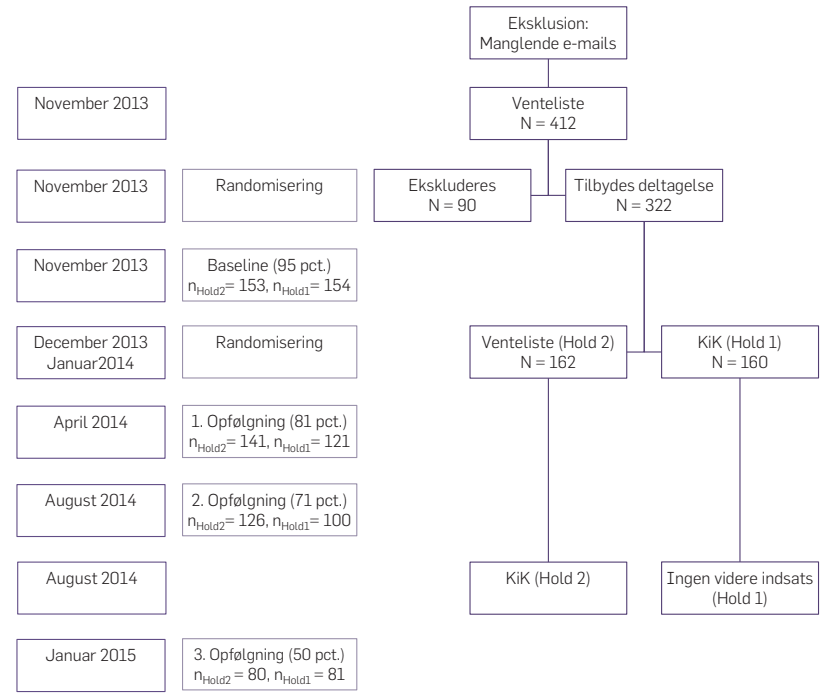 Eksklusion:
Manglende e-mails
November 2013
Venteliste
N = 412
November 2013
Randomisering
Ekskluderes
N = 90
Tilbydes deltagelse
N = 322
November 2013
Baseline (95 pct.)
nHold2= 153, nHold1= 154
December 2013
Januar2014
Randomisering
Venteliste (Hold 2)
N = 162
KiK (Hold 1)
N = 160
April 2014
1. Opfølgning (81 pct.)
nHold2= 141, nHold1= 121
August 2014
2. Opfølgning (71 pct.)
nHold2= 126, nHold1= 100
August 2014
KiK (Hold 2)
Ingen videre indsats
(Hold 1)
Januar 2015
3. Opfølgning (50 pct.)
nHold2 = 80, nHold1= 81